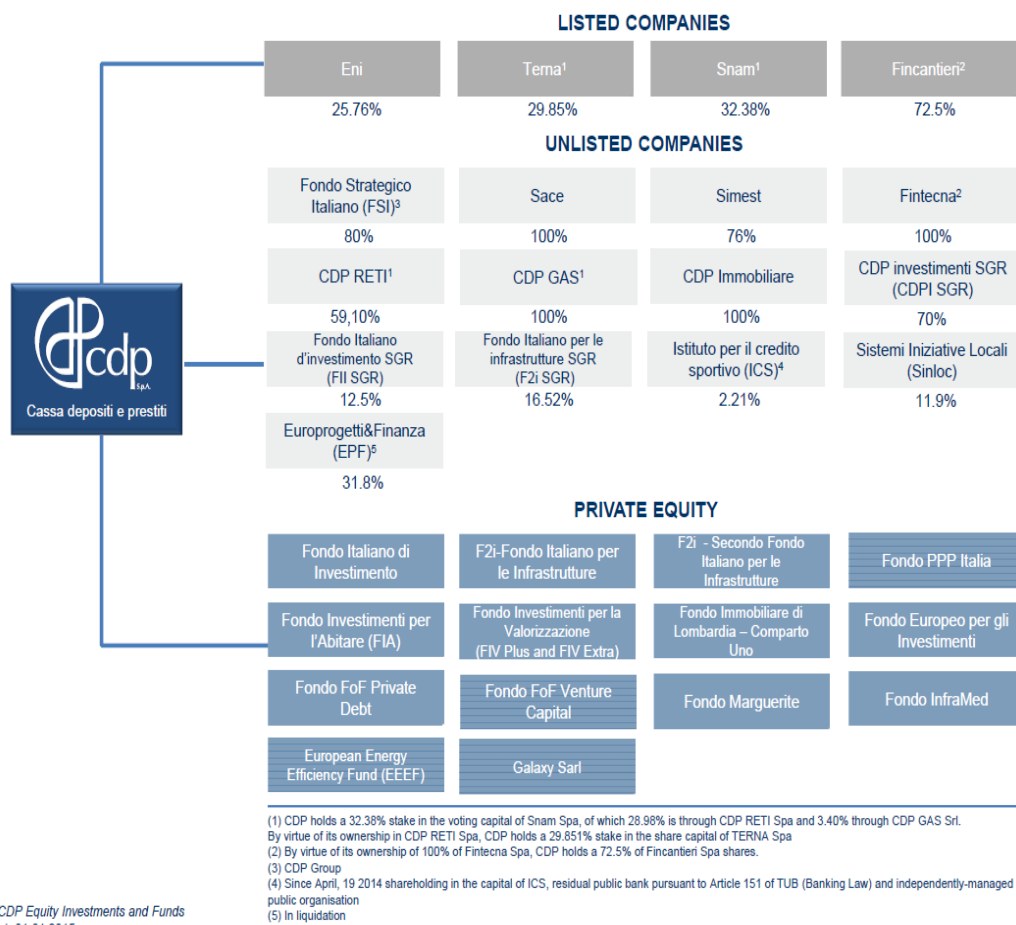 LISTED COMPANIES
Eni
Terna¹
Snam¹
Fincantieri²
25.76%
29.85%
32.38%
72.5%
UNLISTED COMPANIES
Fondo Strategico
Italiano (FSI)³
Sace
Simest
Fintecna²
80%
100%
76%
100%
CDP RETI¹
CDP GAS¹
CDP Immobiliare
CDP investimenti SGR
(CDPI SGR)
59,10%
100%
100%
70%
cdp
S.p.A.
Cassa depositi e prestiti
Fondo Italiano
d'investimento SGR
(FII SGR)
Fondo Italiano per le
infrastrutture SGR
(F2i SGR)
Istituto per il credito
sportivo (ICS)⁴
Sistemi Iniziative Locali
(Sinloc)
12.5%
16.52%
2.21%
11.9%
Europrogetti&Finanza
(EPF)⁵
31.8%
PRIVATE EQUITY
Fondo Italiano di
Investimento
F2i-Fondo Italiano per
le Infrastrutture
F2i - Secondo Fondo
Italiano per le
Infrastrutture
Fondo PPP Italia
Fondo Investimenti per
l'Abitare (FIA)
Fondo Investimenti per la
Valorizzazione
(FIV Plus and FIV Extra)
Fondo Immobiliare di
Lombardia – Comparto
Uno
Fondo Europeo per gli
Investimenti
Fondo FoF Private
Debt
Fondo FoF Venture
Capital
Fondo Marguerite
Fondo InfraMed
European Energy
Efficiency Fund (EEEF)
Galaxy Sarl
(1) CDP holds a 32.38% stake in the voting capital of Snam Spa, of which 28.98% is through CDP RETI Spa and 3.40% through CDP GAS Srl.
By virtue of its ownership in CDP RETI Spa, CDP holds a 29.851% stake in the share capital of TERNA Spa
(2) By virtue of its ownership of 100% of Fintecna Spa, CDP holds a 72.5% of Fincantieri Spa shares.
(3) CDP Group
(4) Since April, 19 2014 shareholding in the capital of ICS, residual public bank pursuant to Article 151 of TUB (Banking Law) and independently-managed
public organisation
(5) In liquidation
CDP Equity Investments and Funds